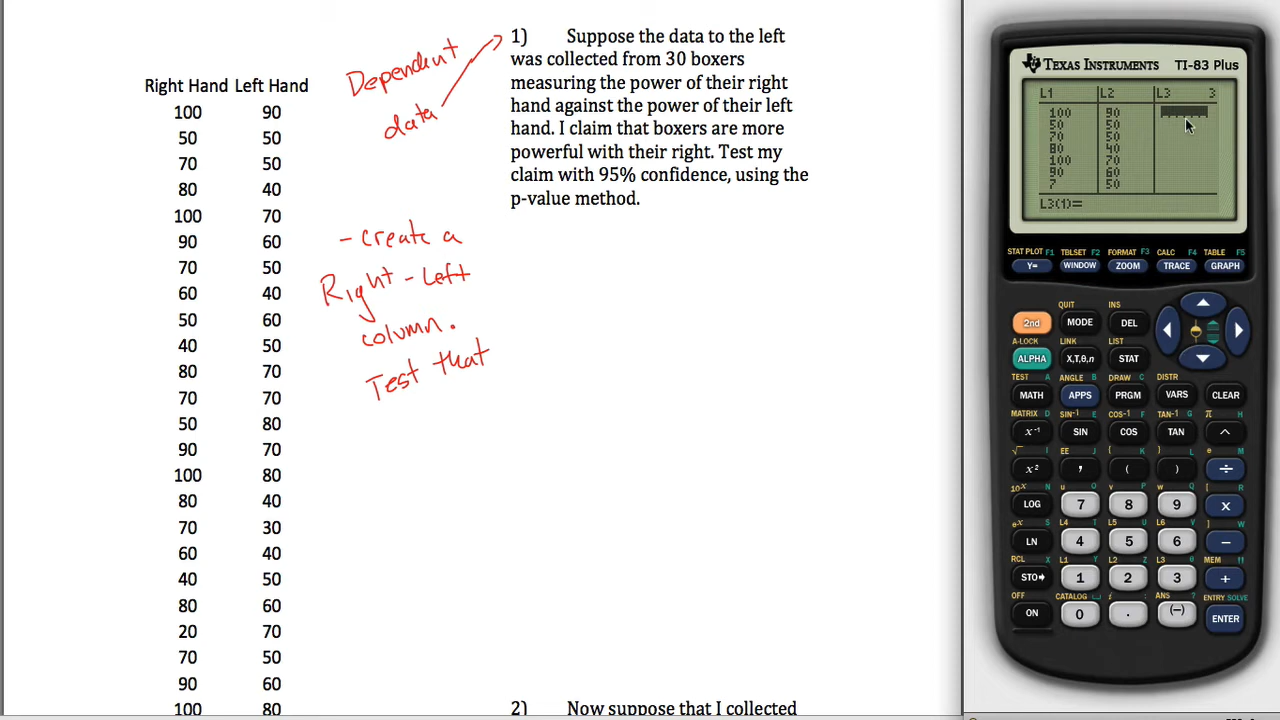 Right Hand Left Hand
100 90
50 50
70 50
80 40
100 70
90 60
70 50
60 40
50 60
40 50
80 70
70 70
50 80
90 70
100 80
80 40
70 30
60 40
40 50
80 60
20 70
70 50
90 60
100 80
Dependent
data
- create a
Right - Left
column.
Test that
1) Suppose the data to the left
was collected from 30 boxers
measuring the power of their right
hand against the power of their left
hand. I claim that boxers are more
powerful with their right. Test my
claim with 95% confidence, using the
p-value method.
2) Now suppose that I collected
TEXAS INSTRUMENTS TI-83 Plus
L1 L2 L3 3
100 90
50 50
70 50
80 40
100 70
90 60
7 50
L3(1)=
STAT PLOT F1 TBLSET F2 FORMAT F3 CALC F4 TABLE F5
Y= WINDOW ZOOM TRACE GRAPH
QUIT INS
2nd MODE DEL
A-LOCK LINK LIST
ALPHA X,T,θ,n STAT
TEST A ANGLE B DRAW C DISTR
MATH APPS PRGM VARS CLEAR
MATRIX D SIN⁻¹ E COS⁻¹ F TAN⁻¹ G π H
x⁻¹ SIN COS TAN ^
√ I EE J { K } L e M
x² , ( ) ÷
10ˣ N u O v P w Q [ R
LOG 7 8 9 x
eˣ S L4 T L5 U L6 V ] W
LN 4 5 6 −
RCL X L1 Y L2 Z L3 θ MEM "
STO➔ 1 2 3 +
OFF CATALOG ⎵ i : ANS ? ENTRY SOLVE
ON 0 . (−) ENTER